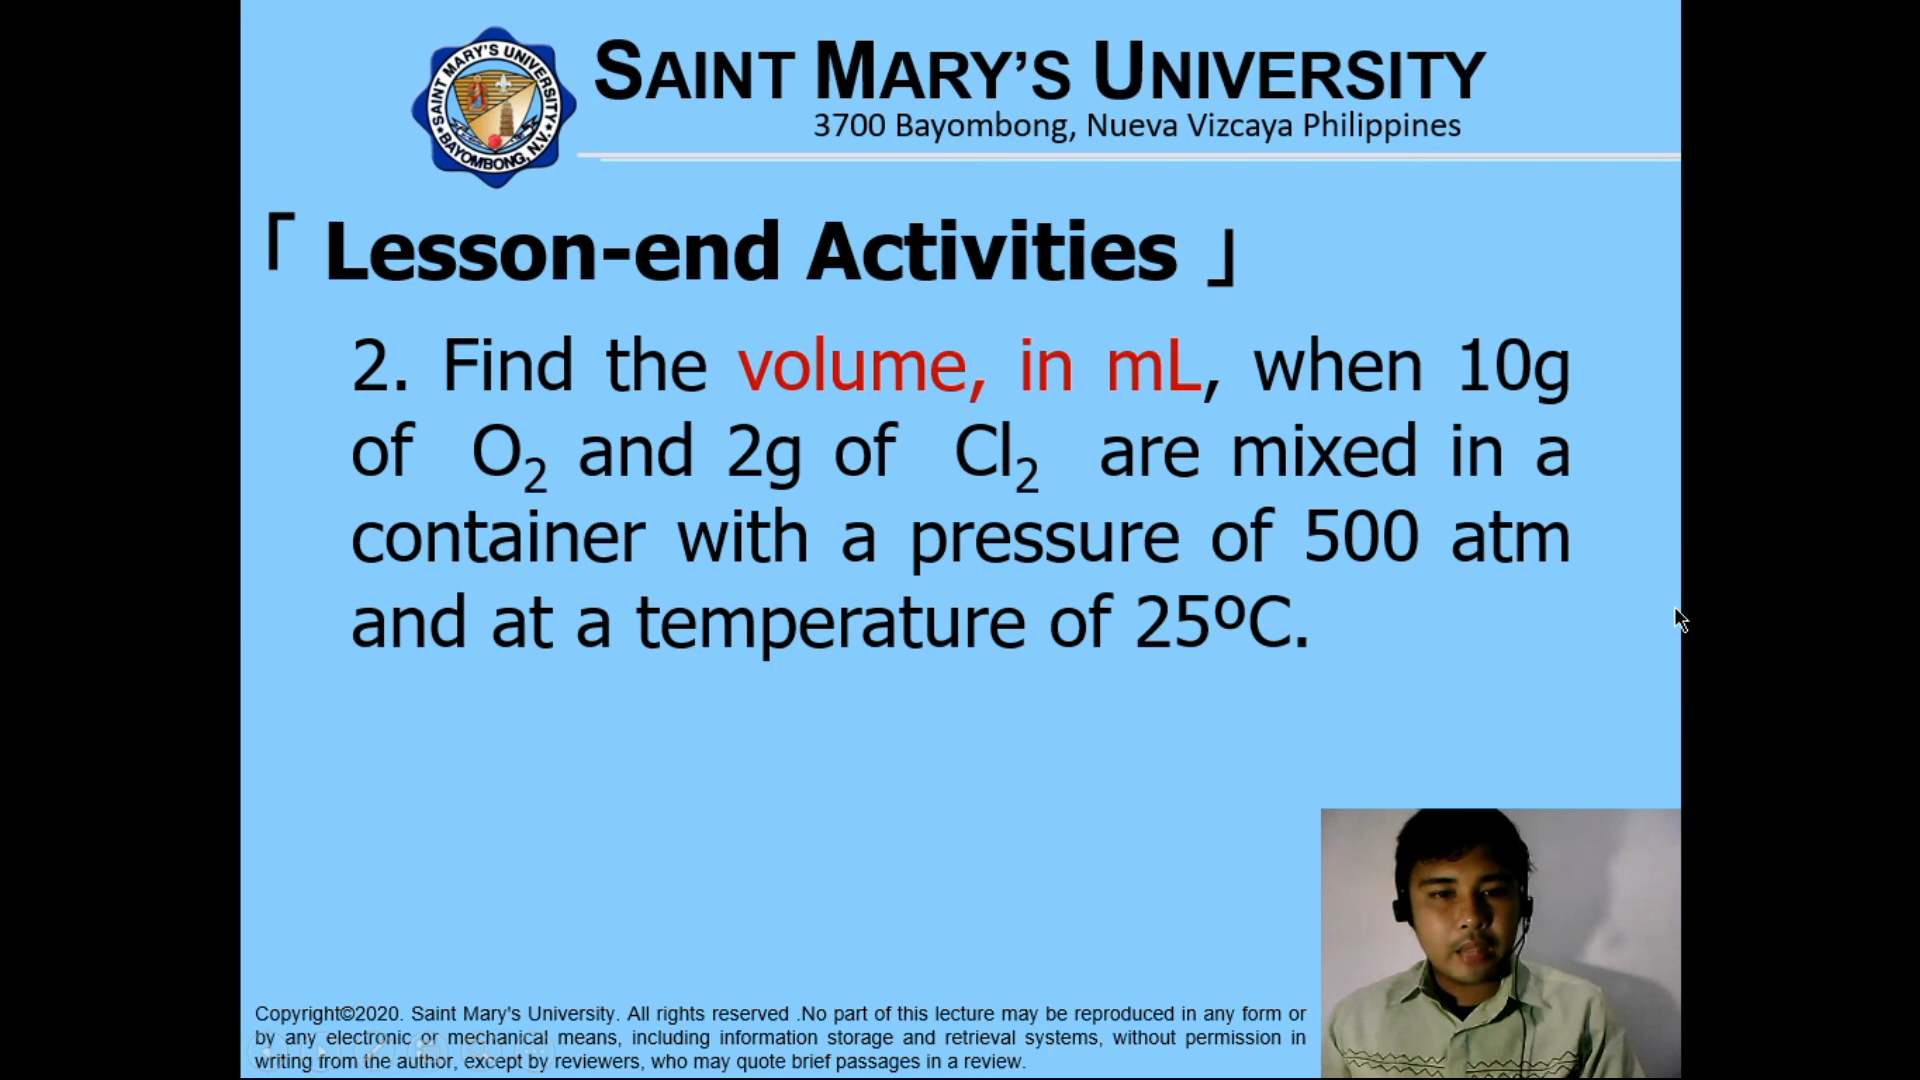 SAINT MARY'S UNIVERSITY
3700 Bayombong, Nueva Vizcaya Philippines
SAINT MARY'S UNIVERSITY
BAYOMBONG, N.V.
「 Lesson-end Activities 」
2. Find the volume, in mL, when 10g
of O₂ and 2g of Cl₂ are mixed in a
container with a pressure of 500 atm
and at a temperature of 25ºC.
Copyright©2020. Saint Mary's University. All rights reserved .No part of this lecture may be reproduced in any form or
by any electronic or mechanical means, including information storage and retrieval systems, without permission in
writing from the author, except by reviewers, who may quote brief passages in a review.